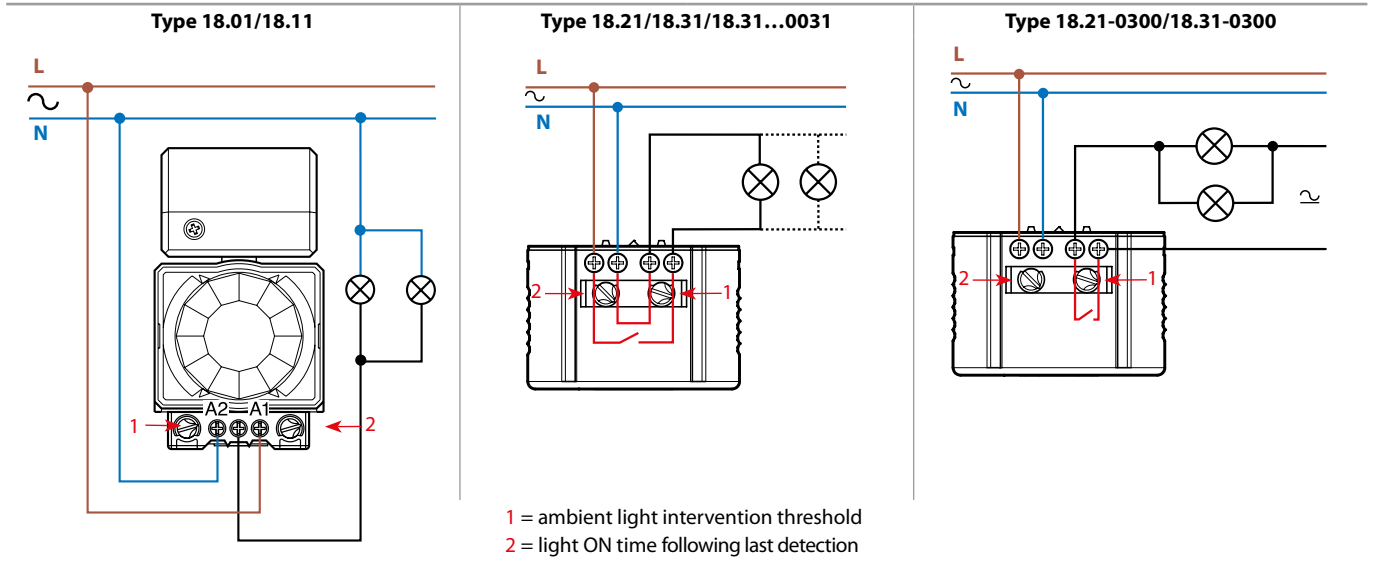 Type 18.01/18.11
L
N
A2 A1
1
2
Type 18.21/18.31/18.31...0031
L
N
2
1
Type 18.21-0300/18.31-0300
L
N
2
1
1 = ambient light intervention threshold
2 = light ON time following last detection